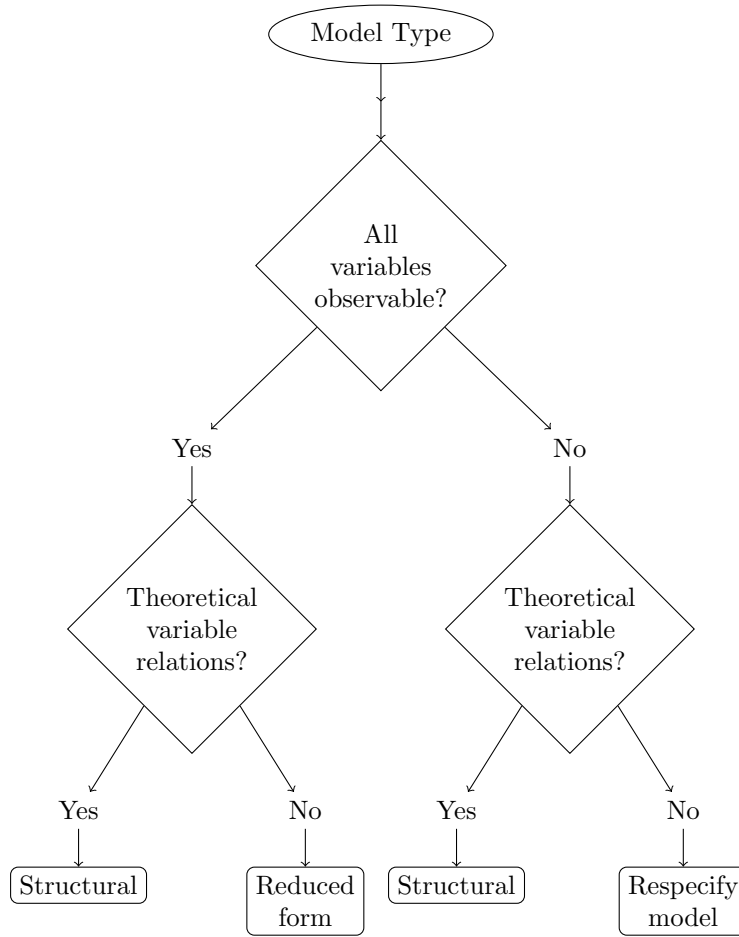 Model Type
All
variables
observable?
Yes
No
Theoretical
variable
relations?
Theoretical
variable
relations?
Yes
No
Yes
No
Structural
Reduced
form
Structural
Respecify
model